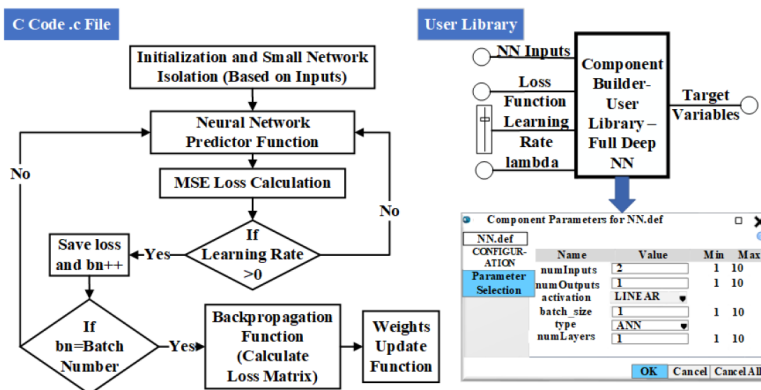 C Code .c File
Initialization and Small Network
Isolation (Based on Inputs)
Neural Network
Predictor Function
No
MSE Loss Calculation
No
If
Learning Rate
>0
Yes
Save loss
and bn++
If
bn=Batch
Number
Yes
Backpropagation
Function
(Calculate
Loss Matrix)
Weights
Update
Function
User Library
NN Inputs
Loss
Function
Learning
Rate
lambda
Component
Builder-
User
Library –
Full Deep
NN
Target
Variables
Component Parameters for NN.def
NN.def
CONFIGUR-
ATION
Parameter
Selection
Name Value Min Max
numInputs 2 1 10
numOutputs 1 1 10
activation LINEAR
batch_size 1 1 10
type ANN
numLayers 1 1 10
OK Cancel Cancel All